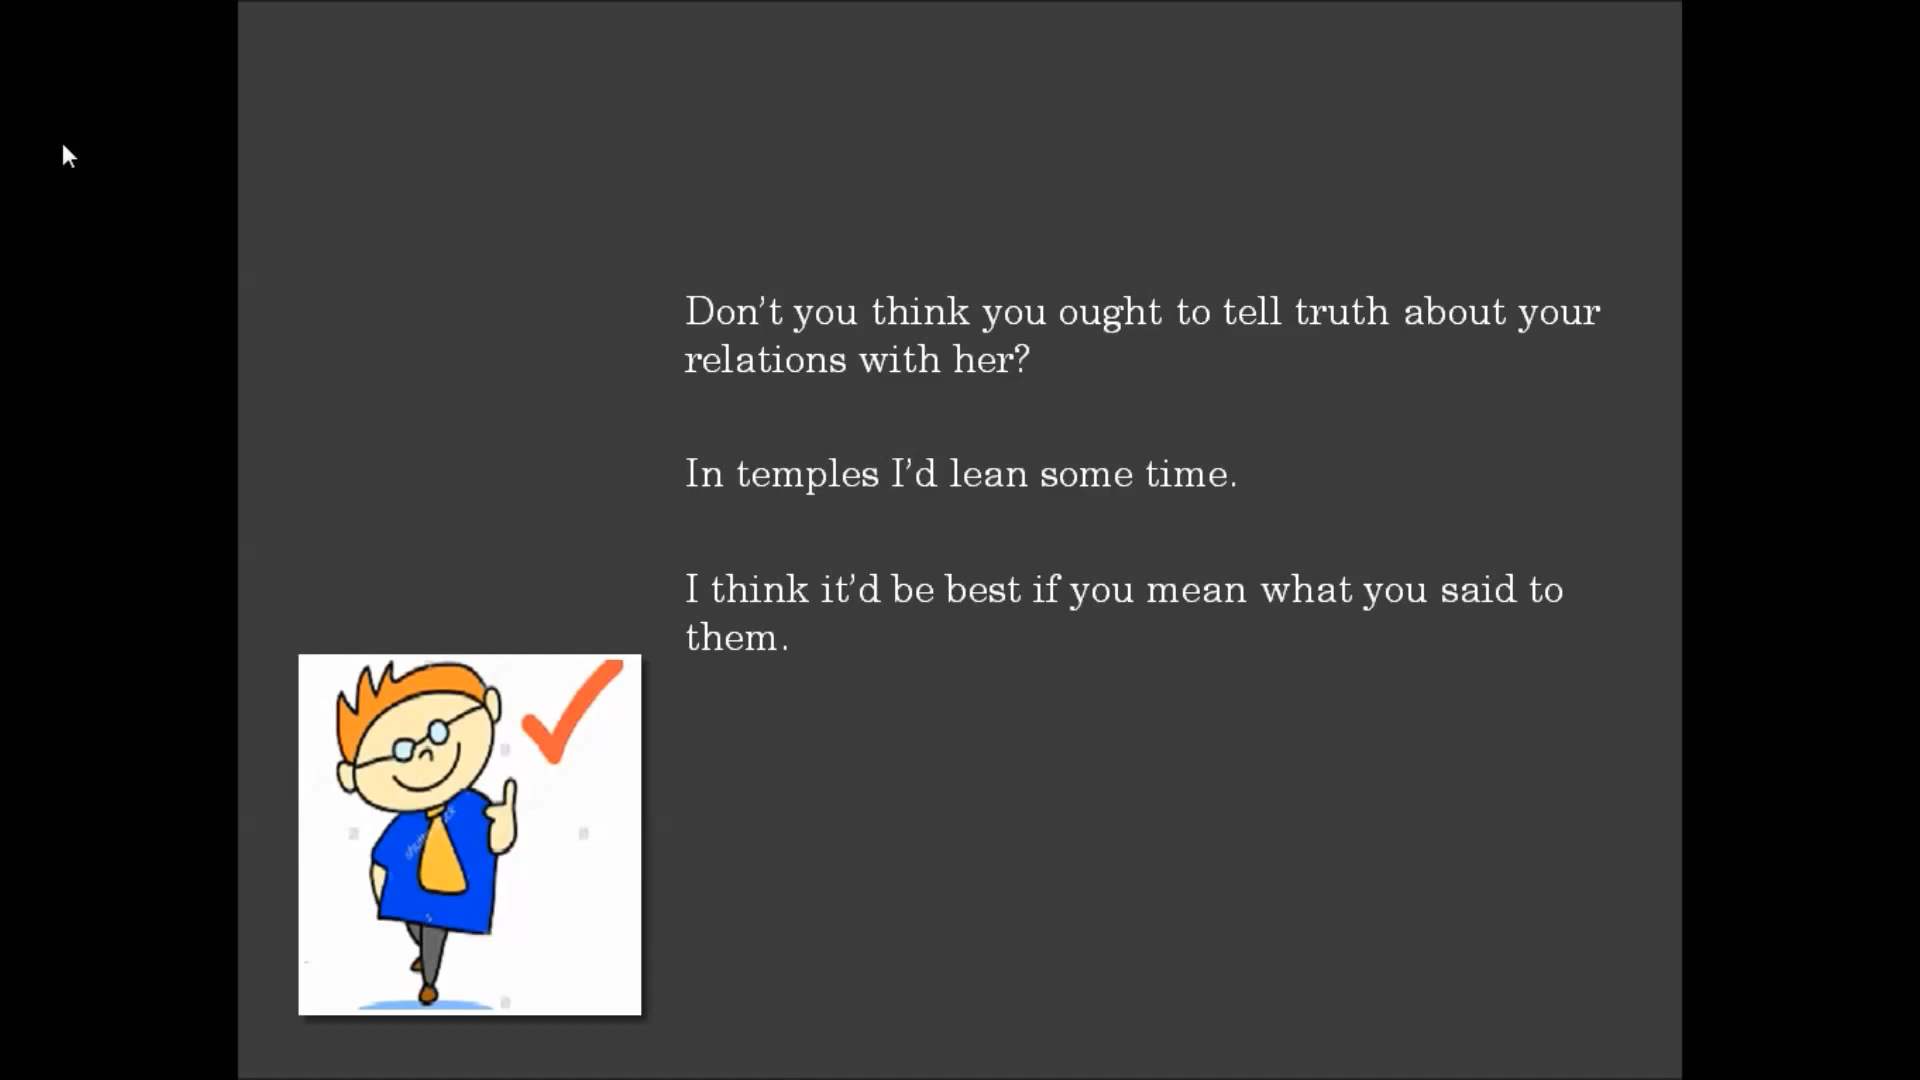 Don't you think you ought to tell truth about your
relations with her?
In temples I'd lean some time.
I think it'd be best if you mean what you said to
them.